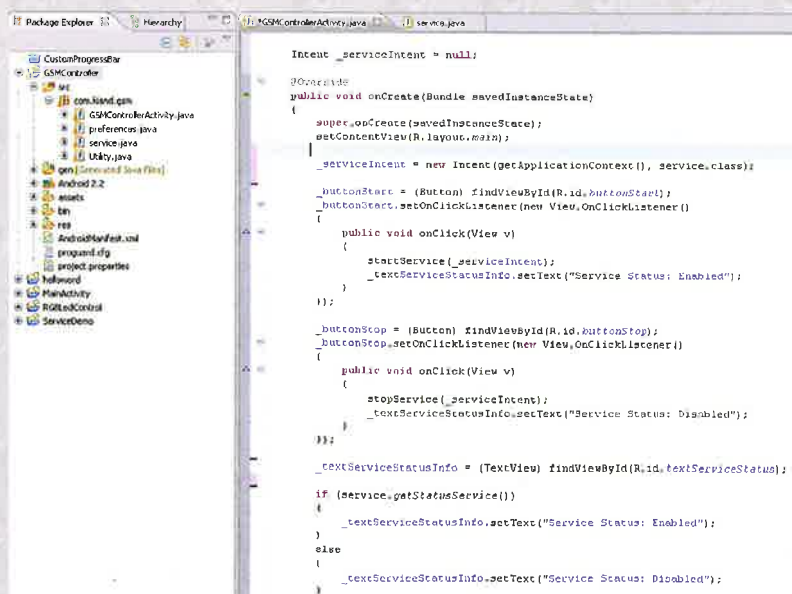 Package Explorer
Hierarchy
*GSMControllerActivity.java
service.java
CustomProgressBar
GSMController
src
com.
GSMControllerActivity.java
preferences.java
service.java
Utility.java
gen [Generated Java Files]
Android 2.2
assets
bin
res
AndroidManifest.xml
proguard.cfg
project.properties
helloword
MainActivity
RGBLedControl
ServiceDemo
Intent _serviceIntent = null;
@Override
public void onCreate(Bundle savedInstanceState)
{
super.onCreate(savedInstanceState);
setContentView(R.layout.main);
_serviceIntent = new Intent(getApplicationContext(), service.class);
_buttonStart = (Button) findViewById(R.id.buttonStart);
_buttonStart.setOnClickListener(new View.OnClickListener()
{
public void onClick(View v)
{
startService(_serviceIntent);
_textServiceStatusInfo.setText("Service Status: Enabled");
}
});
_buttonStop = (Button) findViewById(R.id.buttonStop);
_buttonStop.setOnClickListener(new View.OnClickListener()
{
public void onClick(View v)
{
stopService(_serviceIntent);
_textServiceStatusInfo.setText("Service Status: Disabled");
}
});
_textServiceStatusInfo = (TextView) findViewById(R.id.textServiceStatus);
if (service.getStatusService())
{
_textServiceStatusInfo.setText("Service Status: Enabled");
}
else
{
_textServiceStatusInfo.setText("Service Status: Disabled");
}